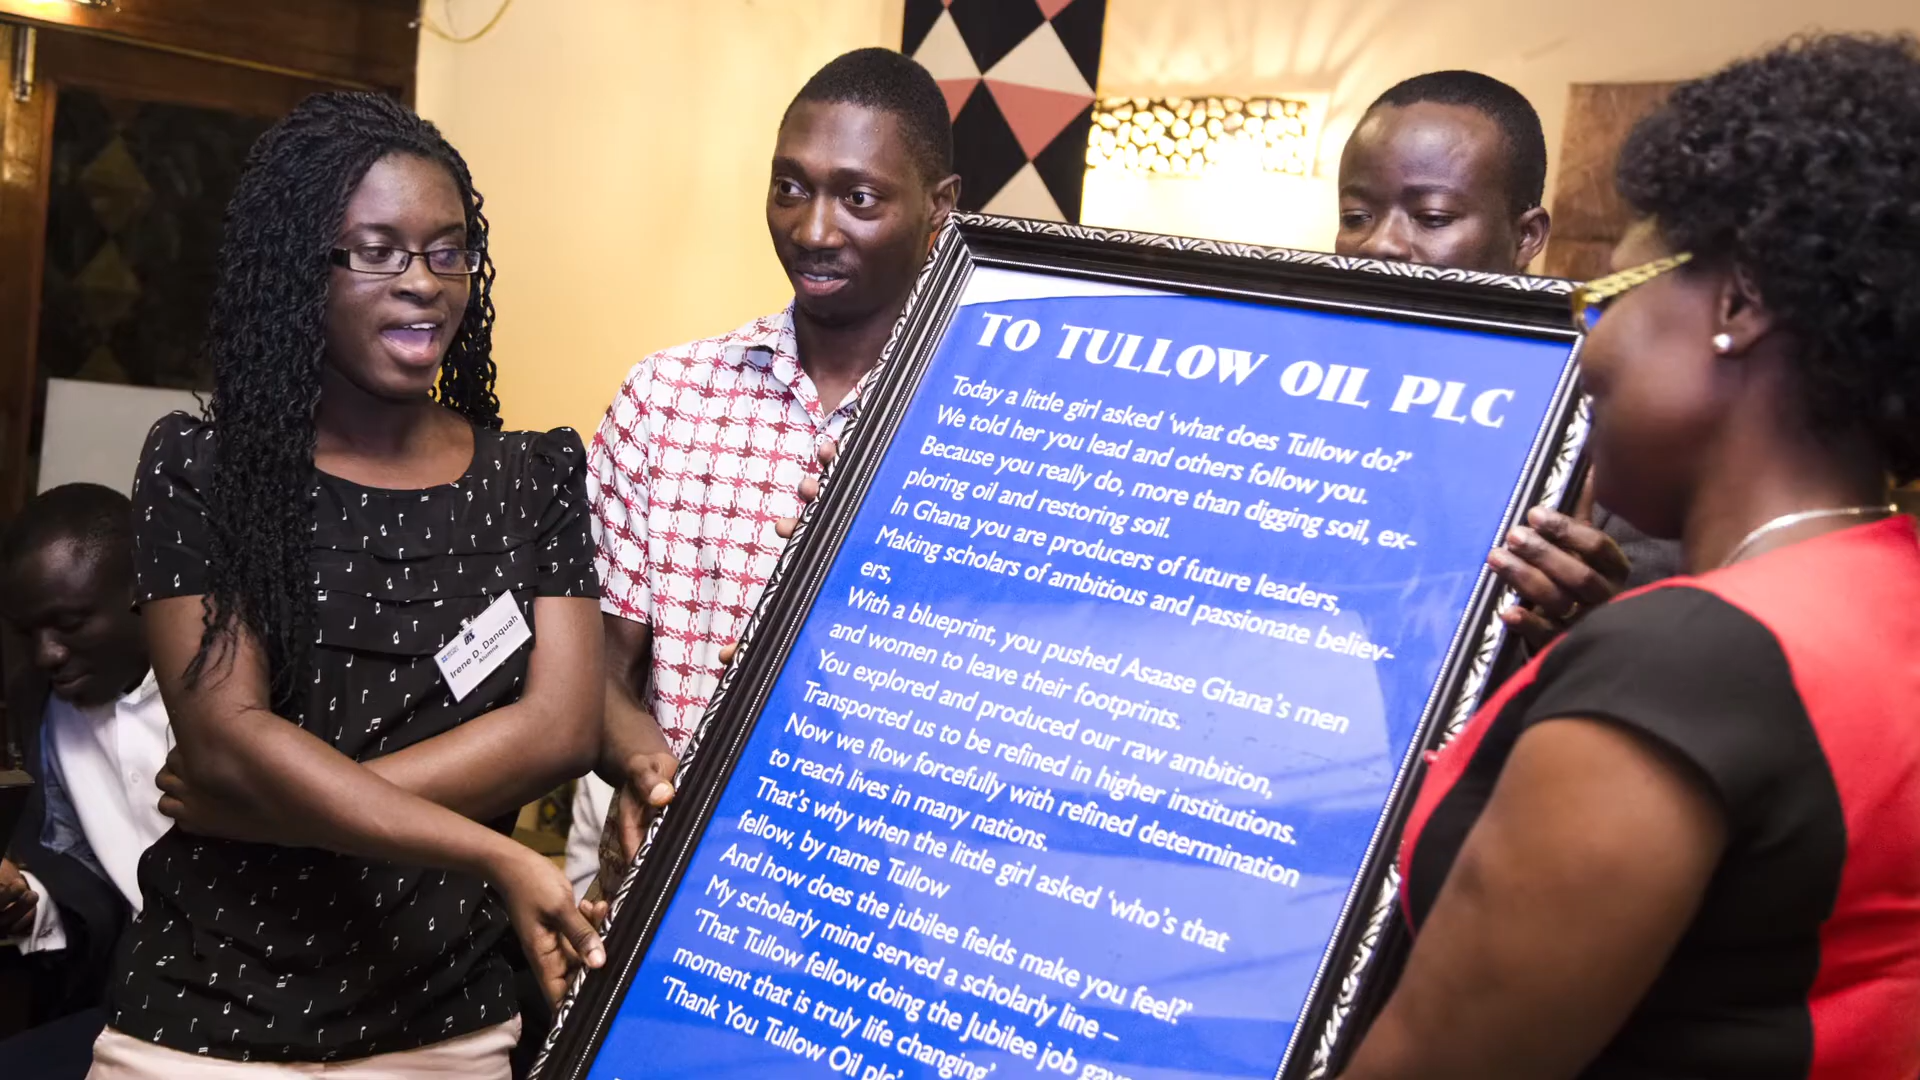 TO TULLOW OIL PLC
Today a little girl asked 'what does Tullow do?'
We told her you lead and others follow you.
Because you really do, more than digging soil, ex-
ploring oil and restoring soil.
In Ghana you are producers of future leaders,
Making scholars of ambitious and passionate believ-
ers,
With a blueprint, you pushed Asaase Ghana's men
and women to leave their footprints.
You explored and produced our raw ambition,
Transported us to be refined in higher institutions.
Now we flow forcefully with refined determination
to reach lives in many nations.
That's why when the little girl asked 'who's that
fellow, by name Tullow
And how does the jubilee fields make you feel?'
My scholarly mind served a scholarly line –
'That Tullow fellow doing the Jubilee job gave
moment that is truly life changing'
'Thank You Tullow Oil plc'
Irene D. Danquah
Alumna